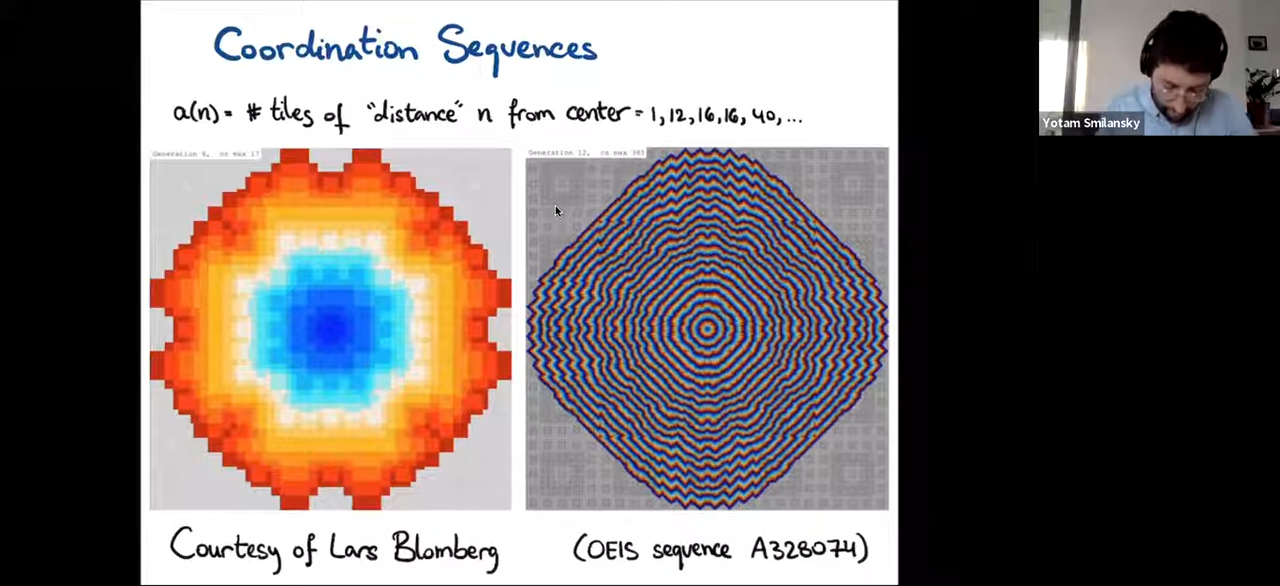 Coordination Sequences
a(n) = # tiles of "distance" n from center = 1, 12, 16, 16, 40, ...
Generation 6, cs max 17
Generation 12, cs max 365
Courtesy of Lars Blomberg
(OEIS sequence A328074)
Yotam Smilansky